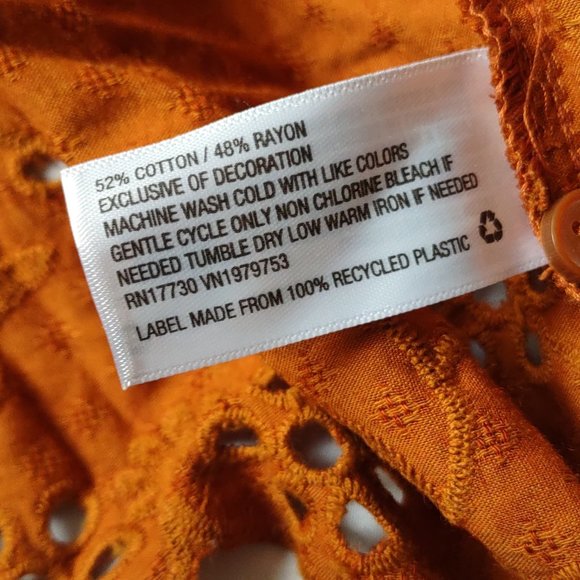 52% COTTON / 48% RAYON
EXCLUSIVE OF DECORATION
MACHINE WASH COLD WITH LIKE COLORS
GENTLE CYCLE ONLY NON CHLORINE BLEACH IF
NEEDED TUMBLE DRY LOW WARM IRON IF NEEDED
RN17730 VN1979753
LABEL MADE FROM 100% RECYCLED PLASTIC